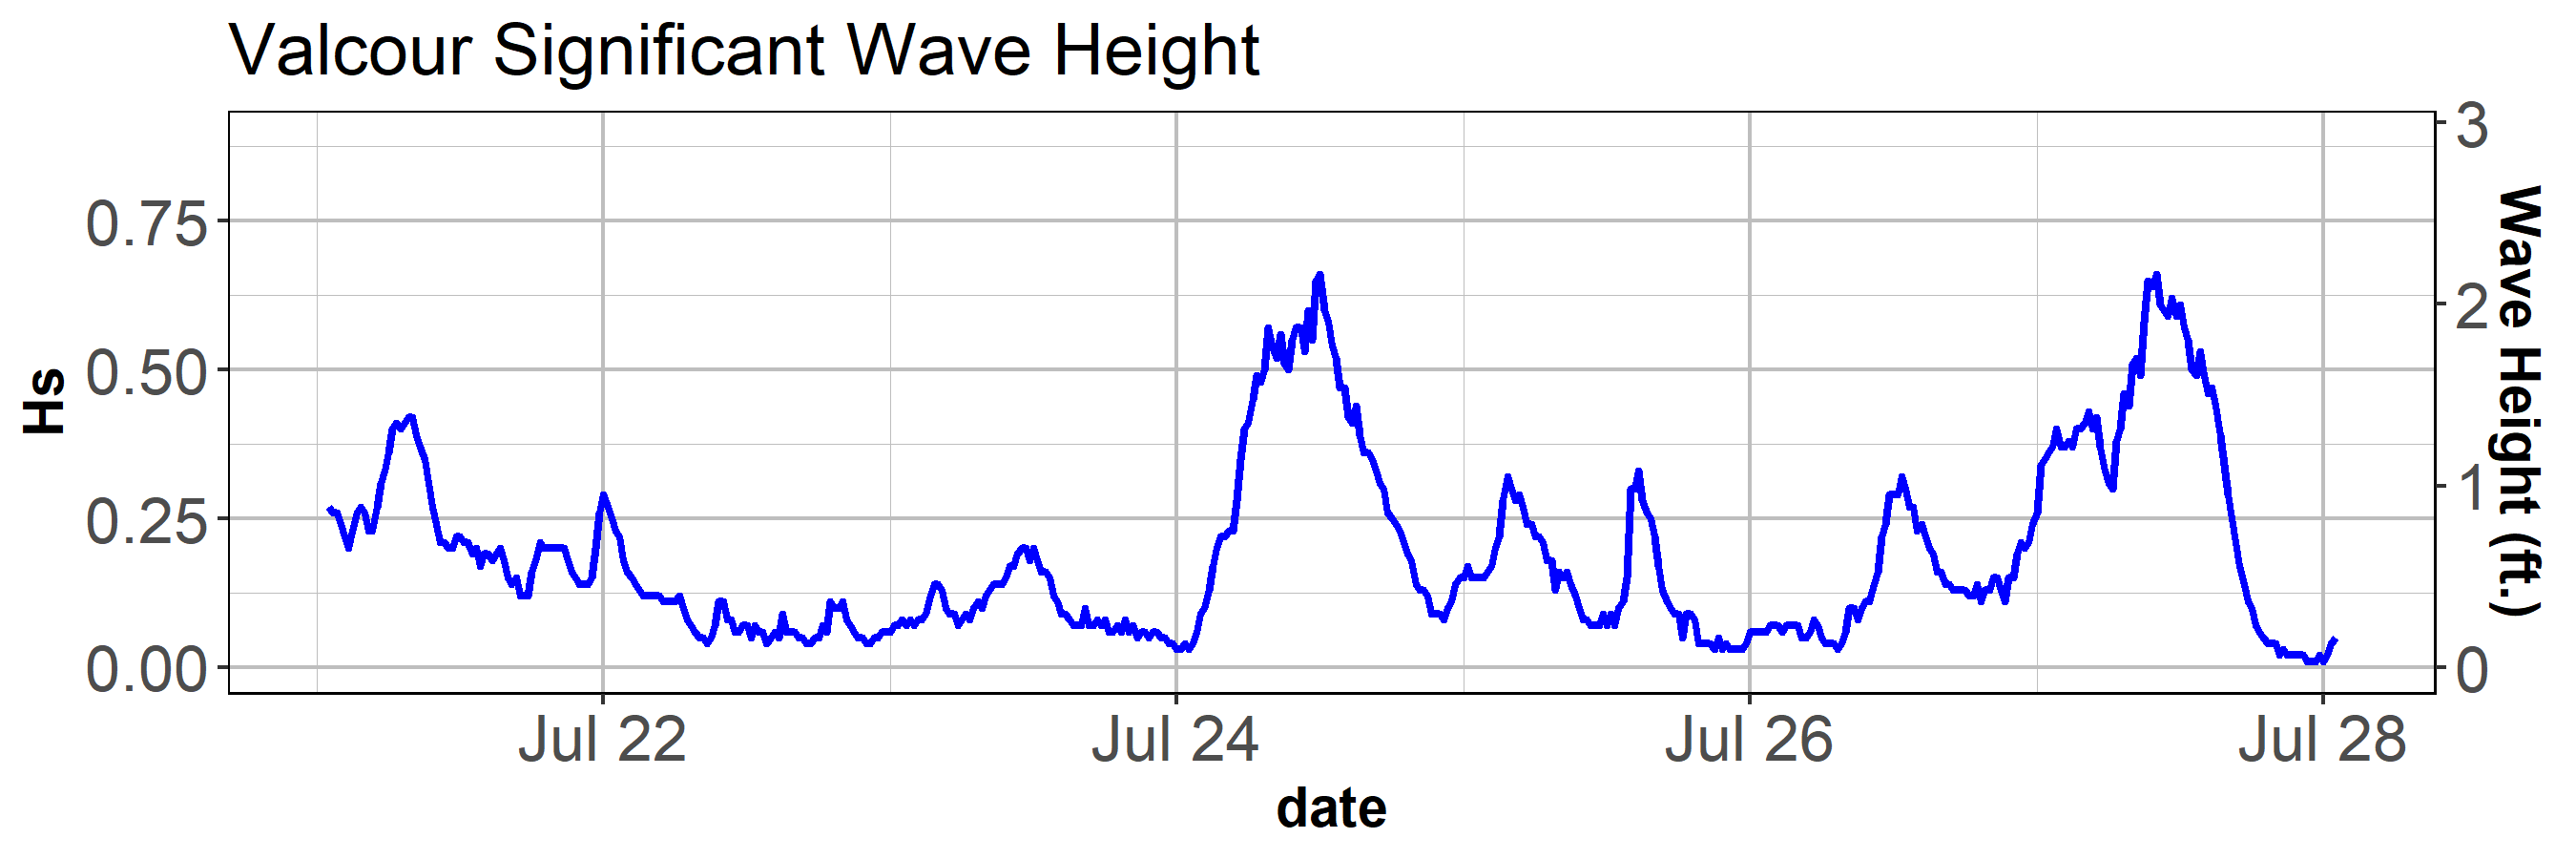 Valcour Significant Wave Height
Hs
0.75
0.50
0.25
0.00
3
2
1
0
Wave Height (ft.)
Jul 22
Jul 24
Jul 26
Jul 28
date